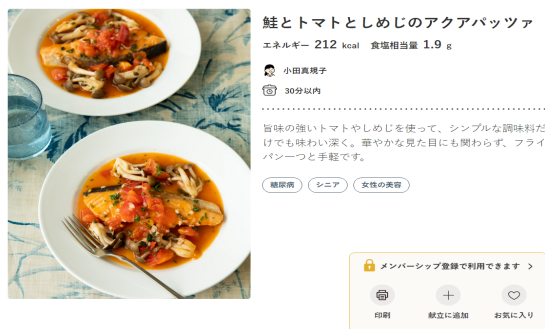 鮭とトマトとしめじのアクアパッツァ
エネルギー 212 kcal 食塩相当量 1.9 g
小田真規子
30分以内
旨味の強いトマトやしめじを使って、シンプルな調味料だ
けでも味わい深く。華やかな見た目にも関わらず、フライ
パン一つと手軽です。
糖尿病 シニア 女性の美容
メンバーシップ登録で利用できます
印刷 献立に追加 お気に入り